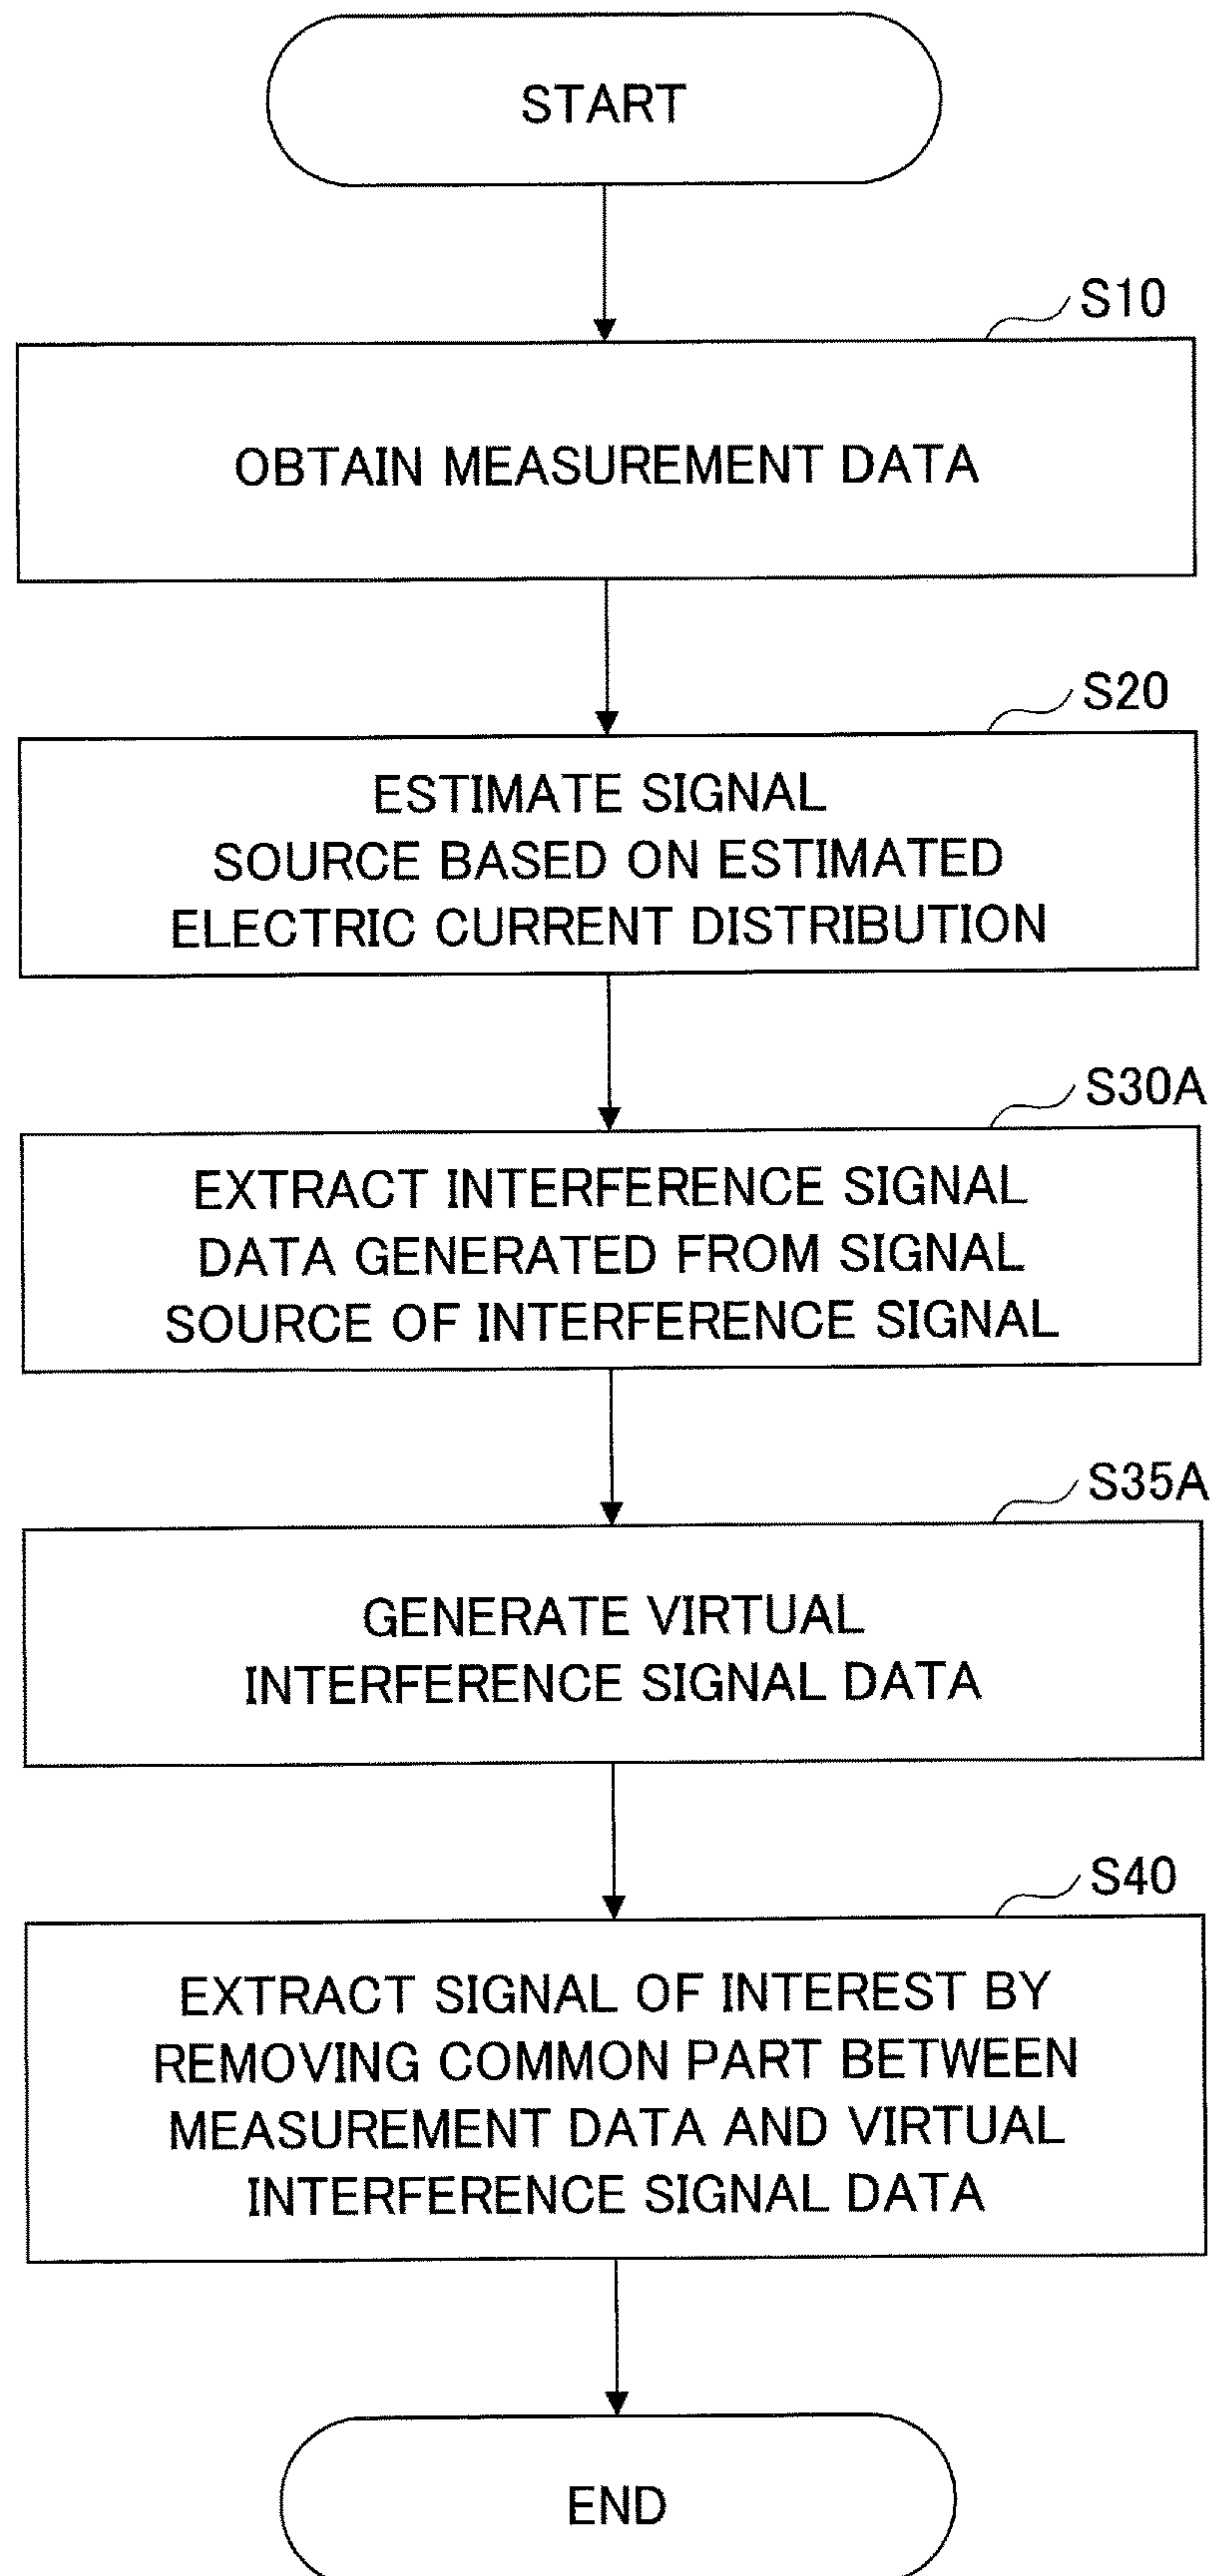 START
S10
OBTAIN MEASUREMENT DATA
S20
ESTIMATE SIGNAL
SOURCE BASED ON ESTIMATED
ELECTRIC CURRENT DISTRIBUTION
S30A
EXTRACT INTERFERENCE SIGNAL
DATA GENERATED FROM SIGNAL
SOURCE OF INTERFERENCE SIGNAL
S35A
GENERATE VIRTUAL
INTERFERENCE SIGNAL DATA
S40
EXTRACT SIGNAL OF INTEREST BY
REMOVING COMMON PART BETWEEN
MEASUREMENT DATA AND VIRTUAL
INTERFERENCE SIGNAL DATA
END